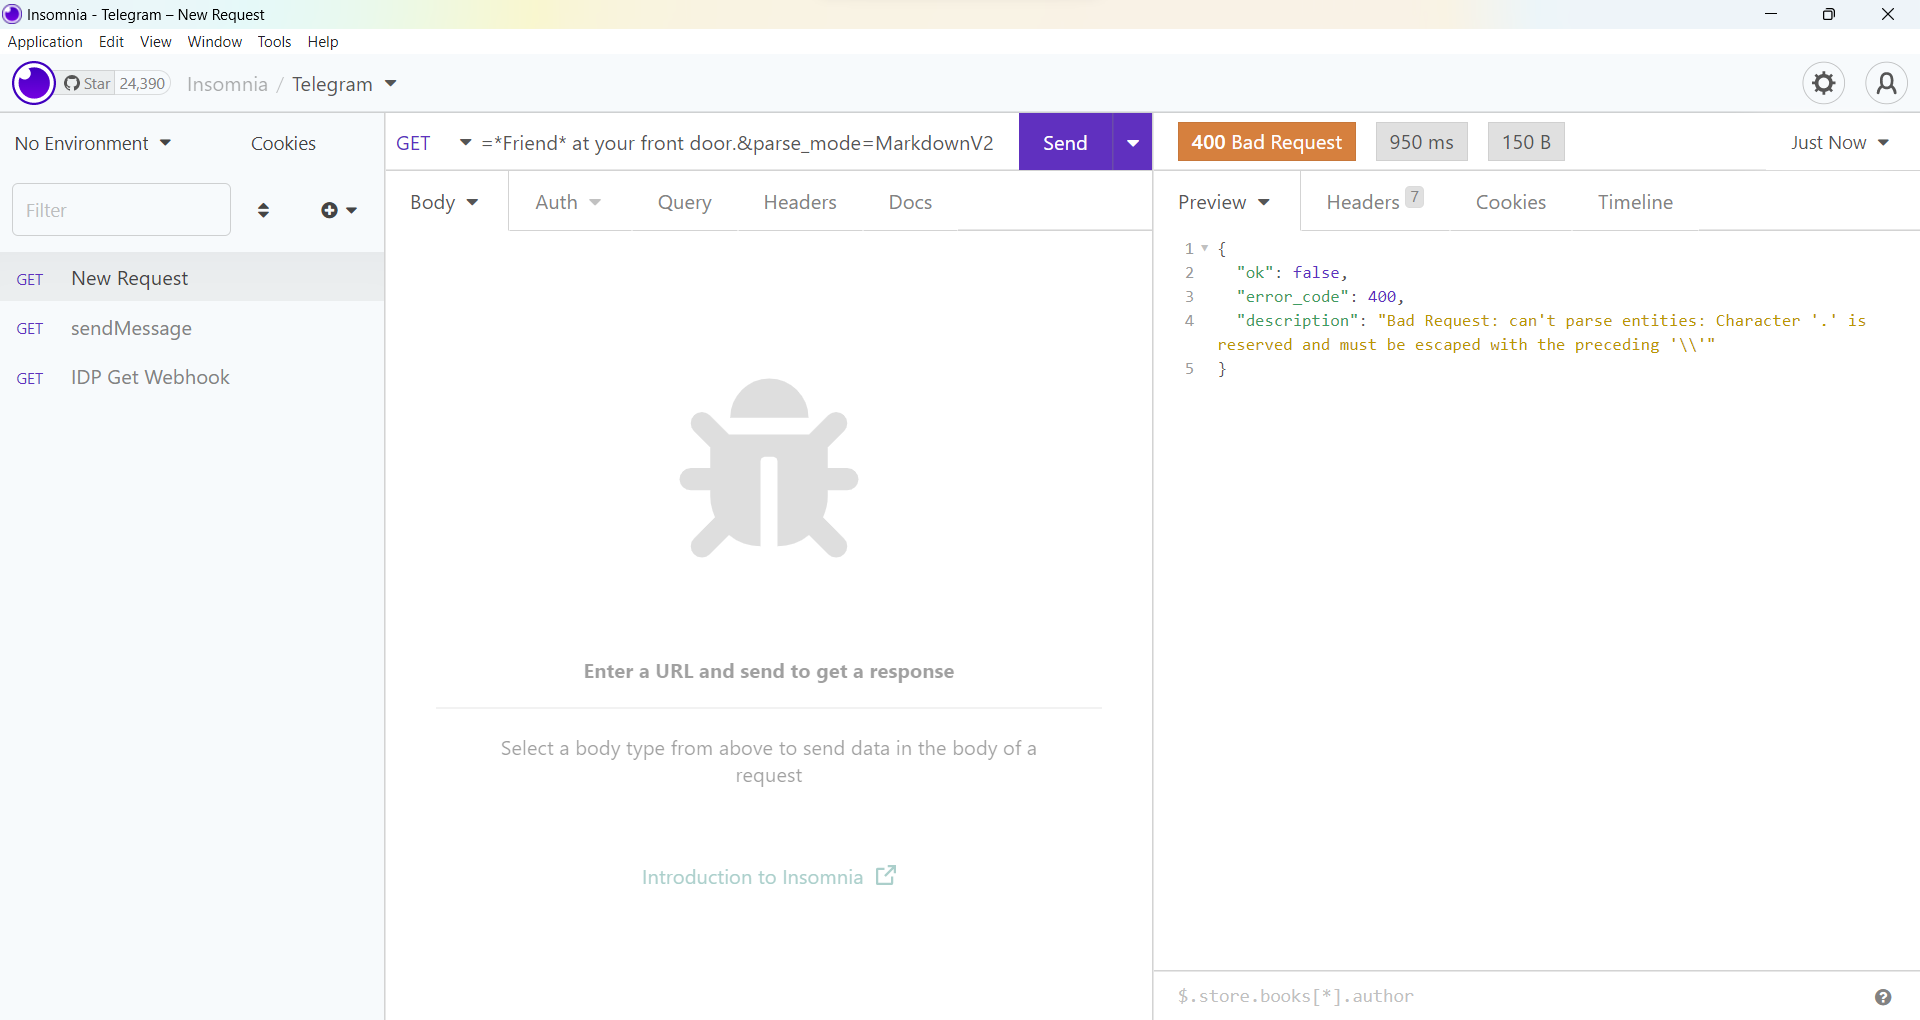 Insomnia - Telegram – New Request
Application Edit View Window Tools Help
Star 24,390 Insomnia / Telegram
No Environment Cookies
GET =*Friend* at your front door.&parse_mode=MarkdownV2 Send
400 Bad Request 950 ms 150 B Just Now
Filter
Body Auth Query Headers Docs
Preview Headers 7 Cookies Timeline
GET New Request
GET sendMessage
GET IDP Get Webhook
Enter a URL and send to get a response
Select a body type from above to send data in the body of a
request
Introduction to Insomnia
1 {
2 "ok": false,
3 "error_code": 400,
4 "description": "Bad Request: can't parse entities: Character '.' is
reserved and must be escaped with the preceding '\\'"
5 }
$.store.books[*].author